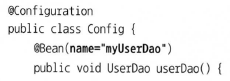 @Configuration
public class Config {
@Bean(name="myUserDao")
public void UserDao userDao() {